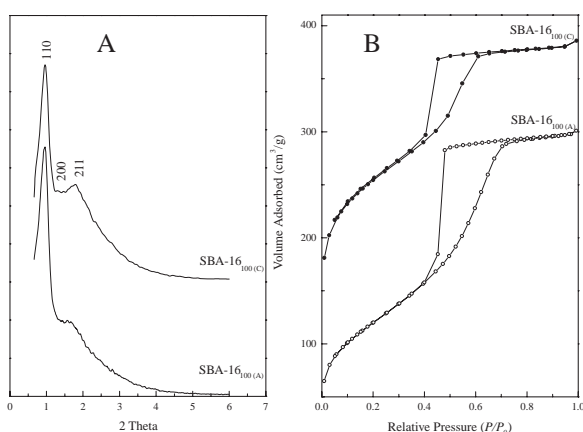 A
110
200
211
SBA-16100 (C)
SBA-16100 (A)
0 1 2 3 4 5 6 7
2 Theta
B
400
300
200
100
Volume Adsorbed (cm3/g)
SBA-16100 (C)
SBA-16100 (A)
0.0 0.2 0.4 0.6 0.8 1.0
Relative Pressure (P/Po)